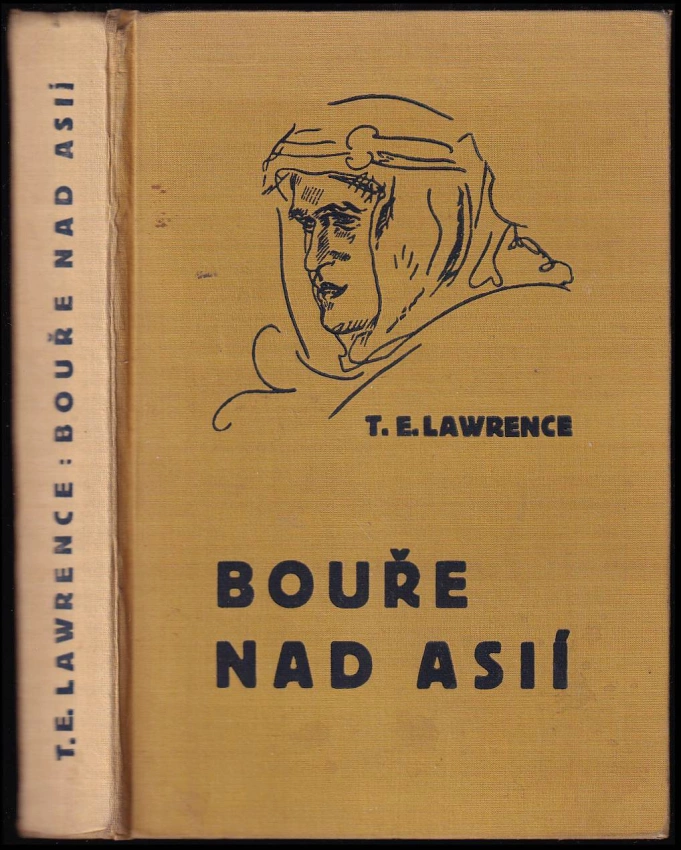 T. E. LAWRENCE : BOUŘE NAD ASIÍ
T. E. LAWRENCE
BOUŘE
NAD ASIÍ